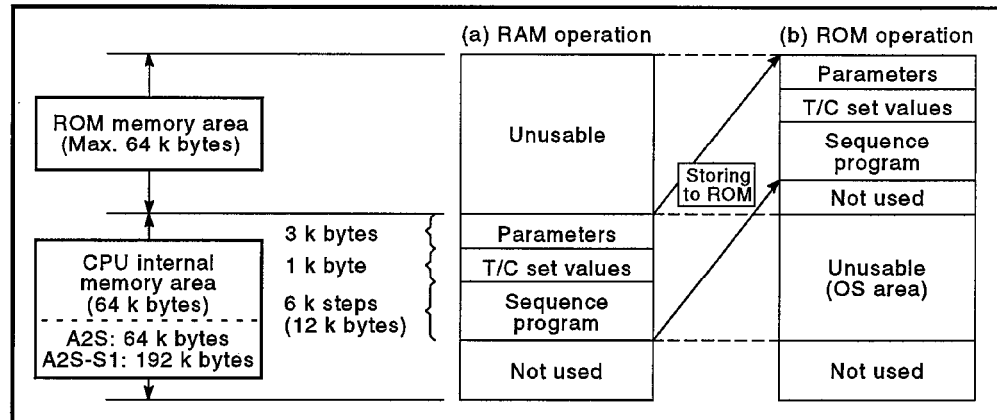 (a) RAM operation
(b) ROM operation
ROM memory area
(Max. 64 k bytes)
CPU internal
memory area
(64 k bytes)
A2S: 64 k bytes
A2S-S1: 192 k bytes
3 k bytes
1 k byte
6 k steps
(12 k bytes)
Unusable
Parameters
T/C set values
Sequence
program
Not used
Storing
to ROM
Parameters
T/C set values
Sequence
program
Not used
Unusable
(OS area)
Not used